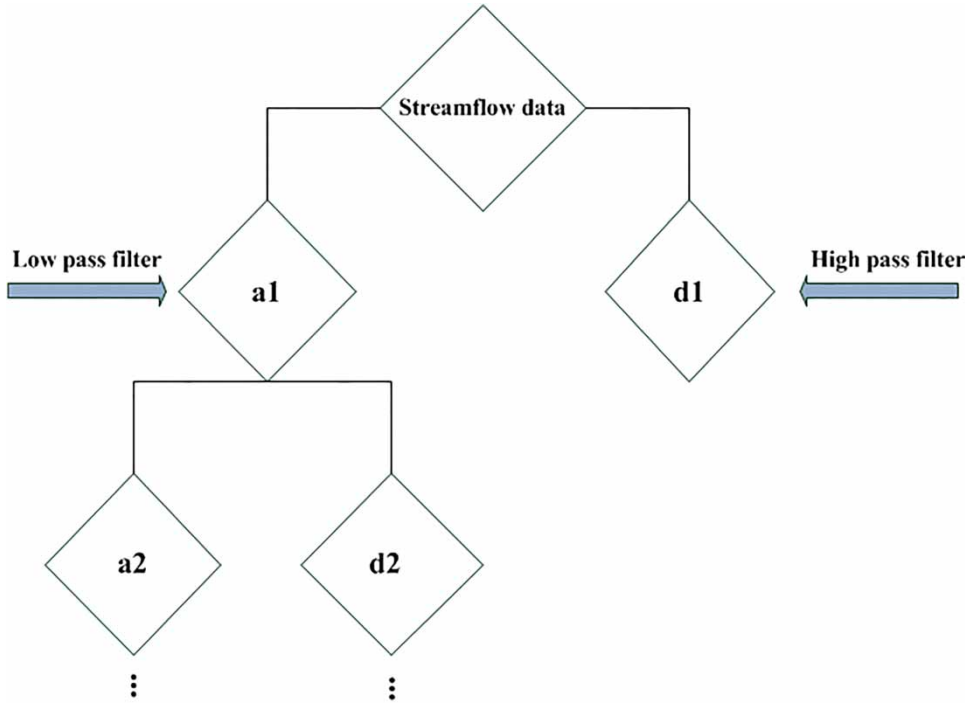 Streamflow data
Low pass filter
a1
d1
High pass filter
a2
d2